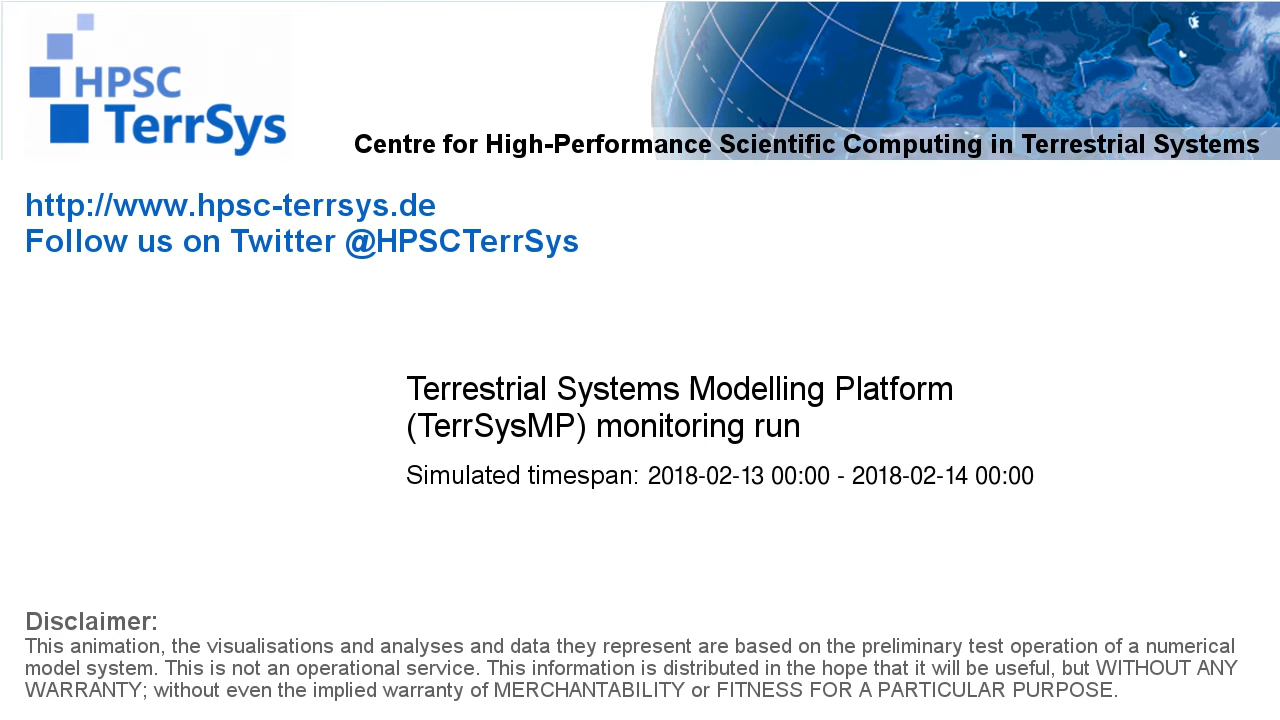 HPSC
TerrSys
Centre for High-Performance Scientific Computing in Terrestrial Systems
http://www.hpsc-terrsys.de
Follow us on Twitter @HPSCTerrSys
Terrestrial Systems Modelling Platform
(TerrSysMP) monitoring run
Simulated timespan: 2018-02-13 00:00 - 2018-02-14 00:00
Disclaimer:
This animation, the visualisations and analyses and data they represent are based on the preliminary test operation of a numerical
model system. This is not an operational service. This information is distributed in the hope that it will be useful, but WITHOUT ANY
WARRANTY; without even the implied warranty of MERCHANTABILITY or FITNESS FOR A PARTICULAR PURPOSE.